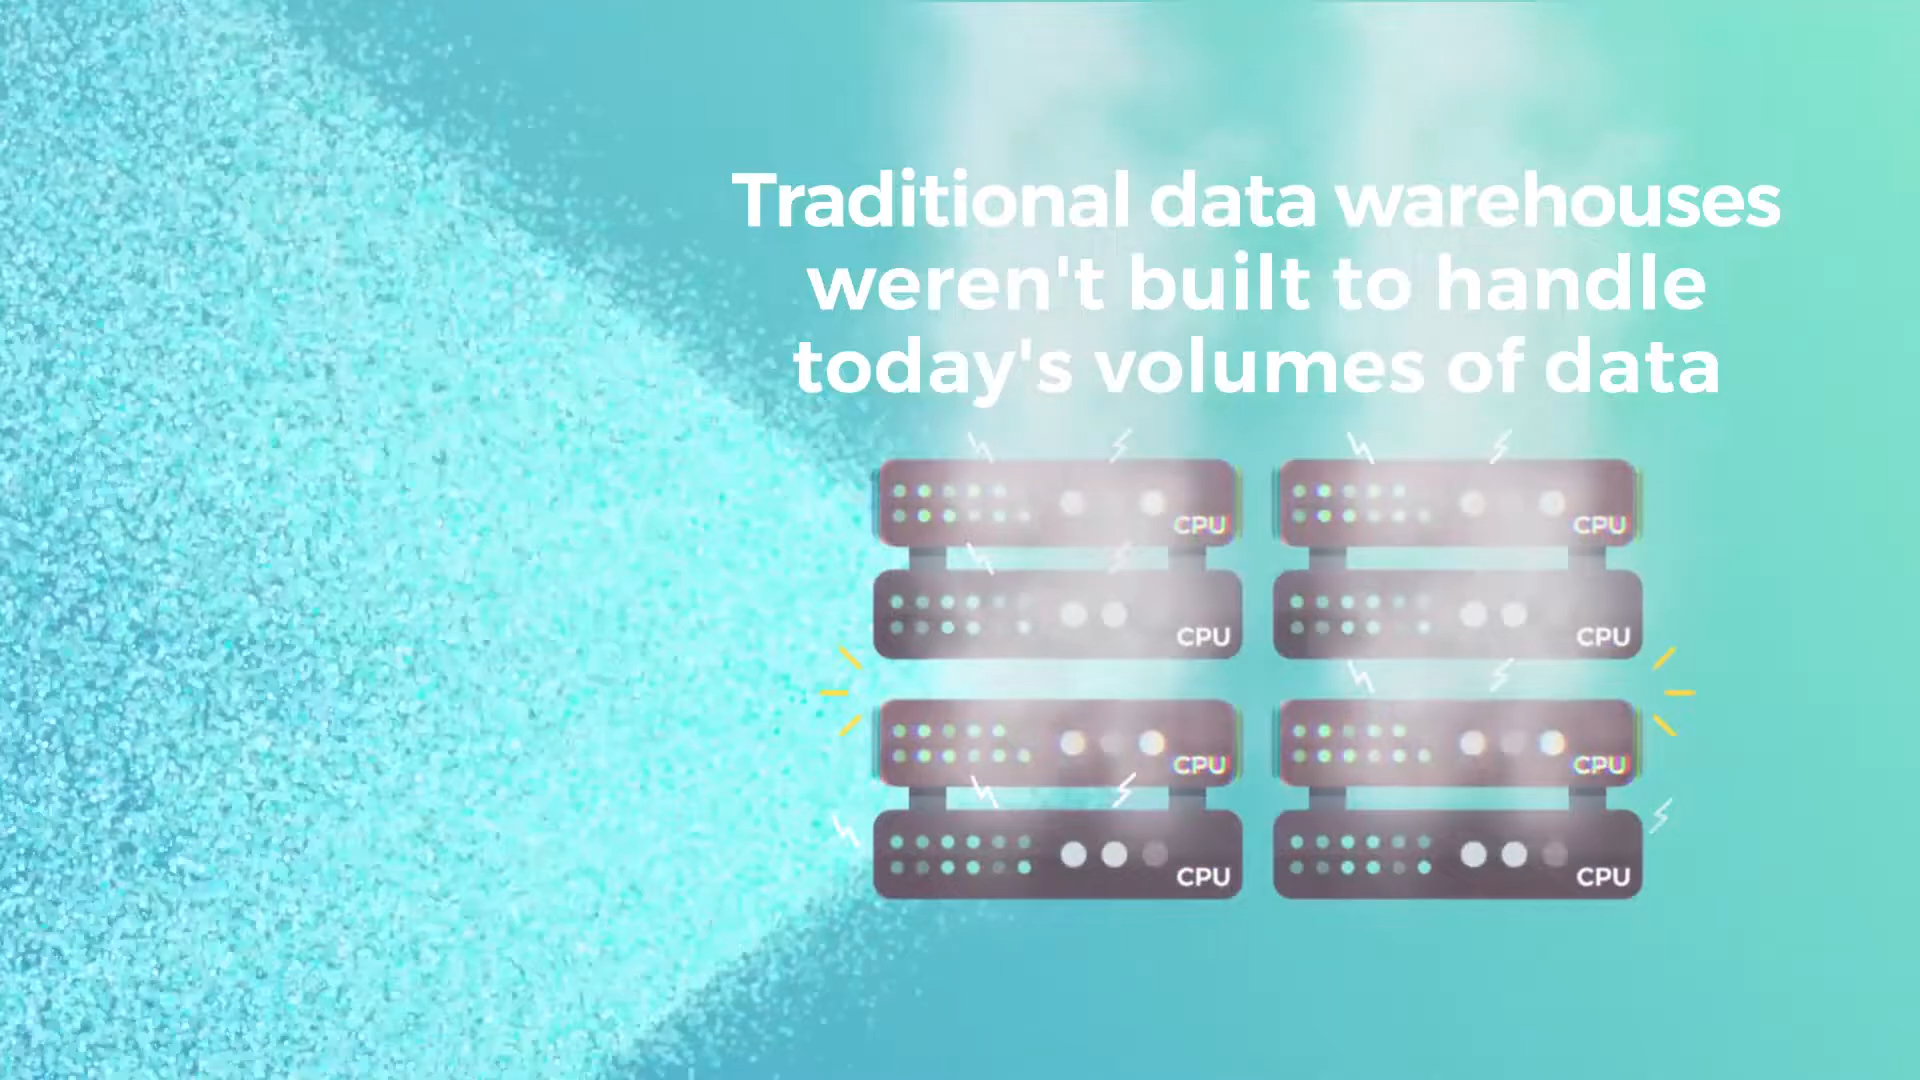 Traditional data warehouses
weren't built to handle
today's volumes of data
CPU CPU
CPU CPU
CPU CPU
CPU CPU